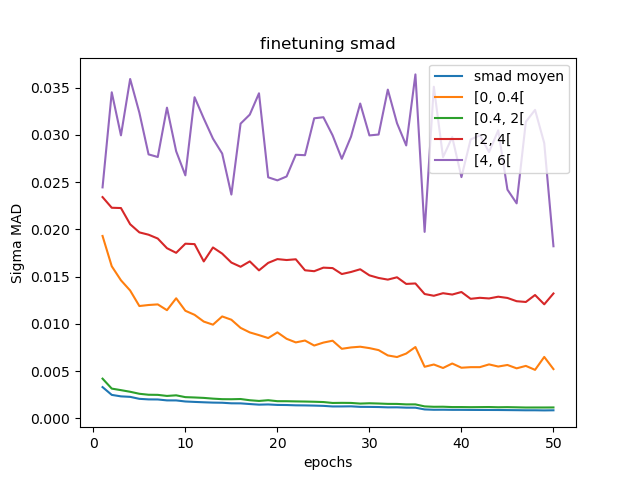 finetuning smad
smad moyen
[0, 0.4[
[0.4, 2[
[2, 4[
[4, 6[
0.035
0.030
0.025
0.020
0.015
0.010
0.005
0.000
Sigma MAD
0 10 20 30 40 50
epochs